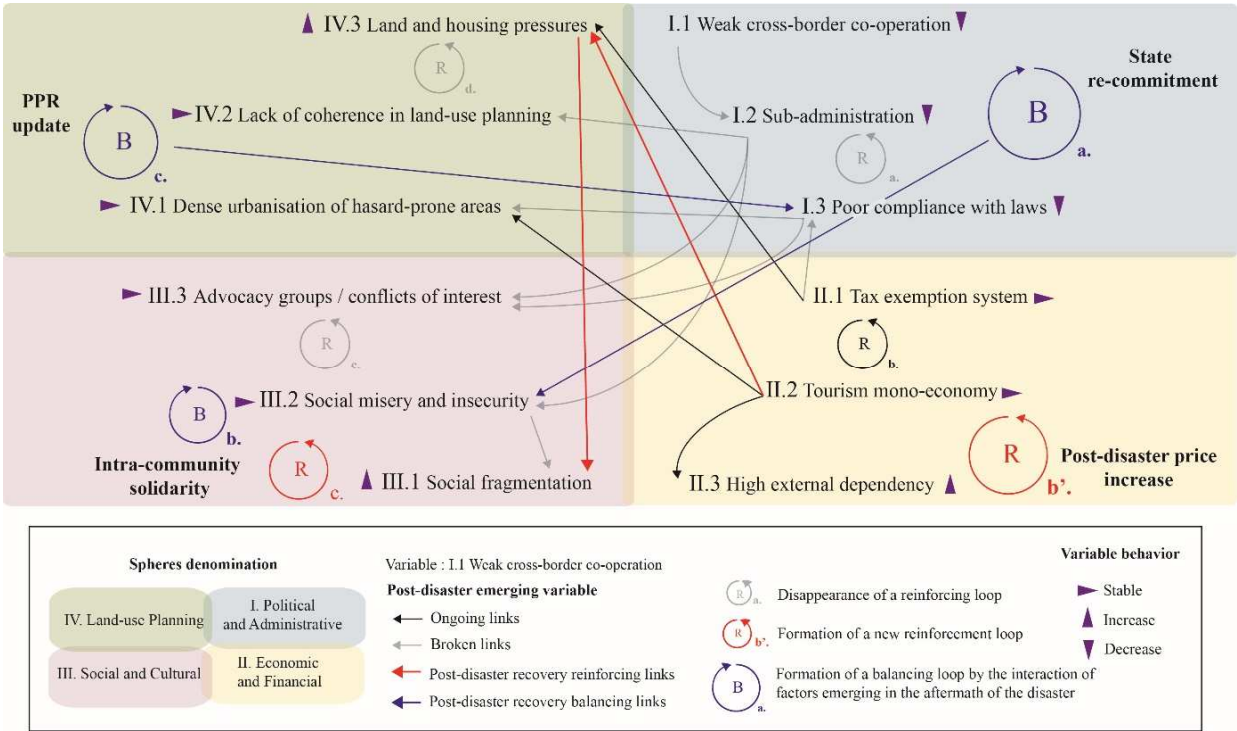 IV.3 Land and housing pressures
I.1 Weak cross-border co-operation
R
d.
State
re-commitment
PPR
update
B
c.
IV.2 Lack of coherence in land-use planning
I.2 Sub-administration
B
a.
R
a.
IV.1 Dense urbanisation of hasard-prone areas
I.3 Poor compliance with laws
III.3 Advocacy groups / conflicts of interest
II.1 Tax exemption system
R
c.
R
b.
III.2 Social misery and insecurity
II.2 Tourism mono-economy
B
b.
Intra-community
solidarity
R
c.
III.1 Social fragmentation
II.3 High external dependency
R
b'.
Post-disaster price
increase
Spheres denomination
IV. Land-use Planning
I. Political
and Administrative
III. Social and Cultural
II. Economic
and Financial
Variable : I.1 Weak cross-border co-operation
Post-disaster emerging variable
Ongoing links
Broken links
Post-disaster recovery reinforcing links
Post-disaster recovery balancing links
R
a.
Disappearance of a reinforcing loop
R
b'.
Formation of a new reinforcement loop
B
a.
Formation of a balancing loop by the interaction of
factors emerging in the aftermath of the disaster
Variable behavior
Stable
Increase
Decrease